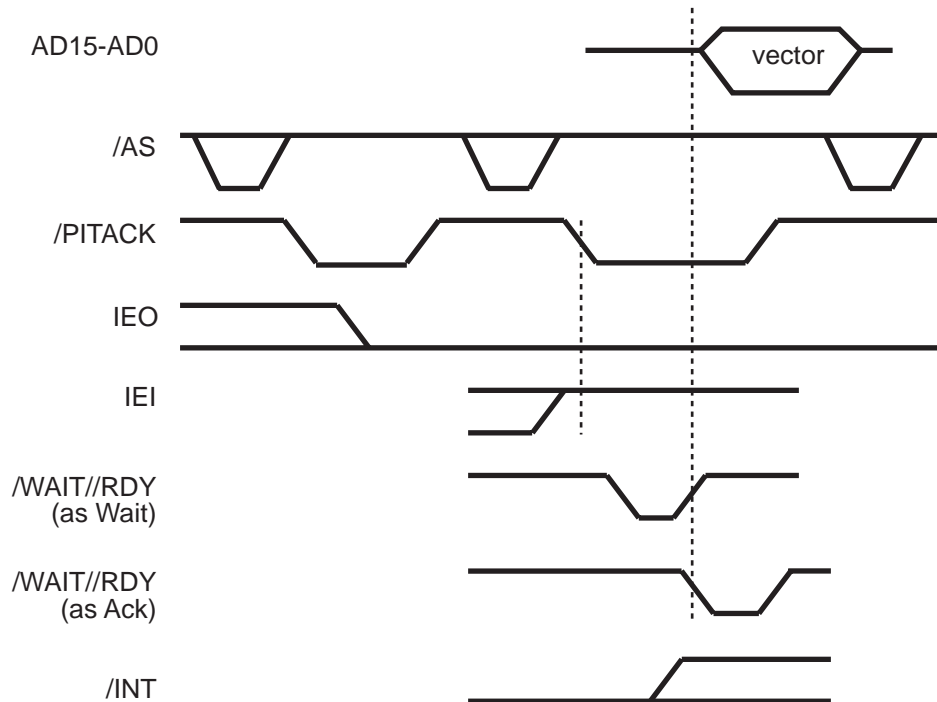 AD15-AD0
vector
/AS
/PITACK
IEO
IEI
/WAIT//RDY
(as Wait)
/WAIT//RDY
(as Ack)
/INT